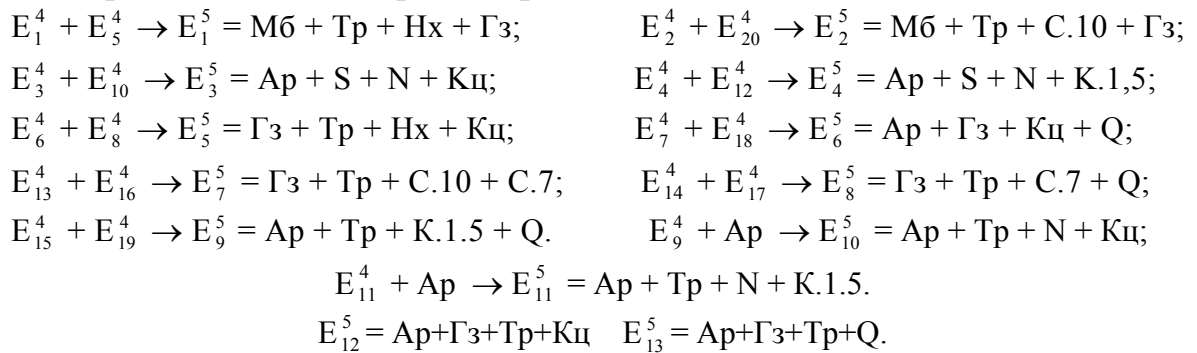 E₁⁴ + E₅⁴ → E₁⁵ = Мб + Тр + Нх + Гз; E₂⁴ + E₂₀⁴ → E₂⁵ = Мб + Тр + С.10 + Гз;
E₃⁴ + E₁₀⁴ → E₃⁵ = Ар + S + N + Кц; E₄⁴ + E₁₂⁴ → E₄⁵ = Ар + S + N + К.1,5;
E₆⁴ + E₈⁴ → E₅⁵ = Гз + Тр + Нх + Кц; E₇⁴ + E₁₈⁴ → E₆⁵ = Ар + Гз + Кц + Q;
E₁₃⁴ + E₁₆⁴ → E₇⁵ = Гз + Тр + С.10 + С.7; E₁₄⁴ + E₁₇⁴ → E₈⁵ = Гз + Тр + С.7 + Q;
E₁₅⁴ + E₁₉⁴ → E₉⁵ = Ар + Тр + К.1.5 + Q. E₉⁴ + Ар → E₁₀⁵ = Ар + Тр + N + Кц;
E₁₁⁴ + Ар → E₁₁⁵ = Ар + Тр + N + К.1.5.
E₁₂⁵ = Ар+Гз+Тр+Кц E₁₃⁵ = Ар+Гз+Тр+Q.